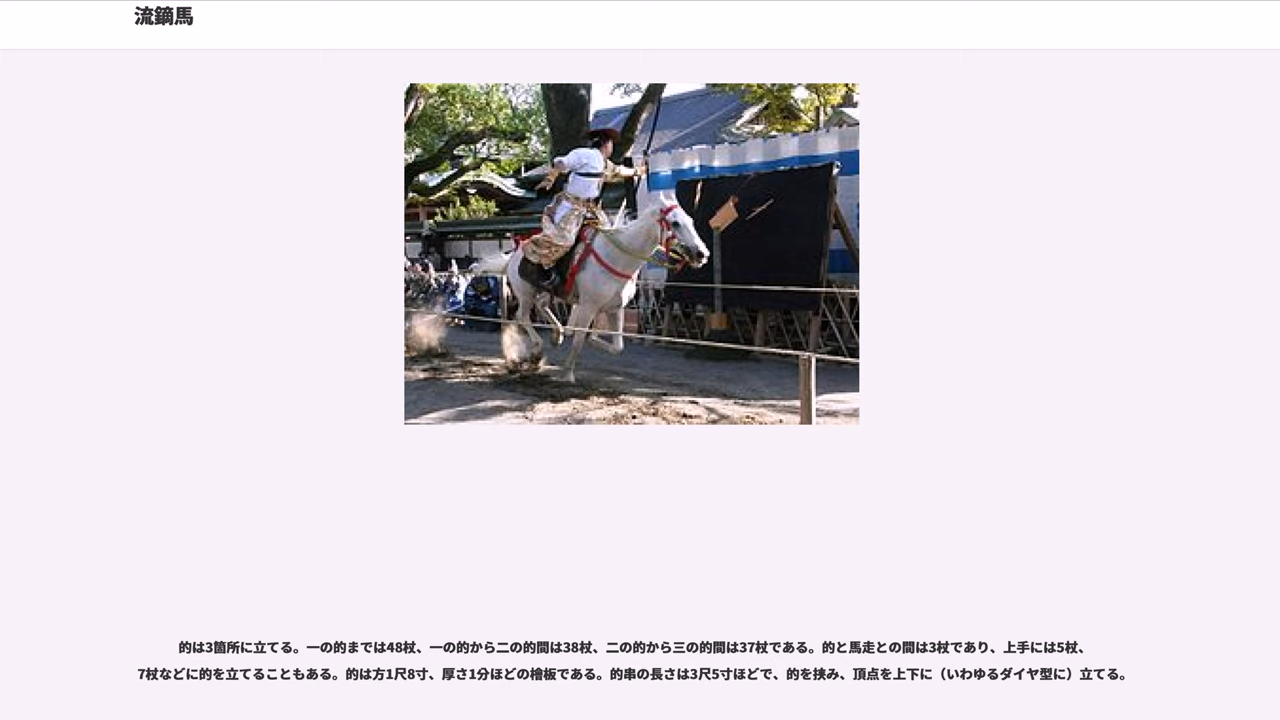 流鏑馬
的は3箇所に立てる。一の的までは48杖、一の的から二の的間は38杖、二の的から三の的間は37杖である。的と馬走との間は3杖であり、上手には5杖、
7杖などに的を立てることもある。的は方1尺8寸、厚さ1分ほどの檜板である。的串の長さは3尺5寸ほどで、的を挟み、頂点を上下に（いわゆるダイヤ型に）立てる。